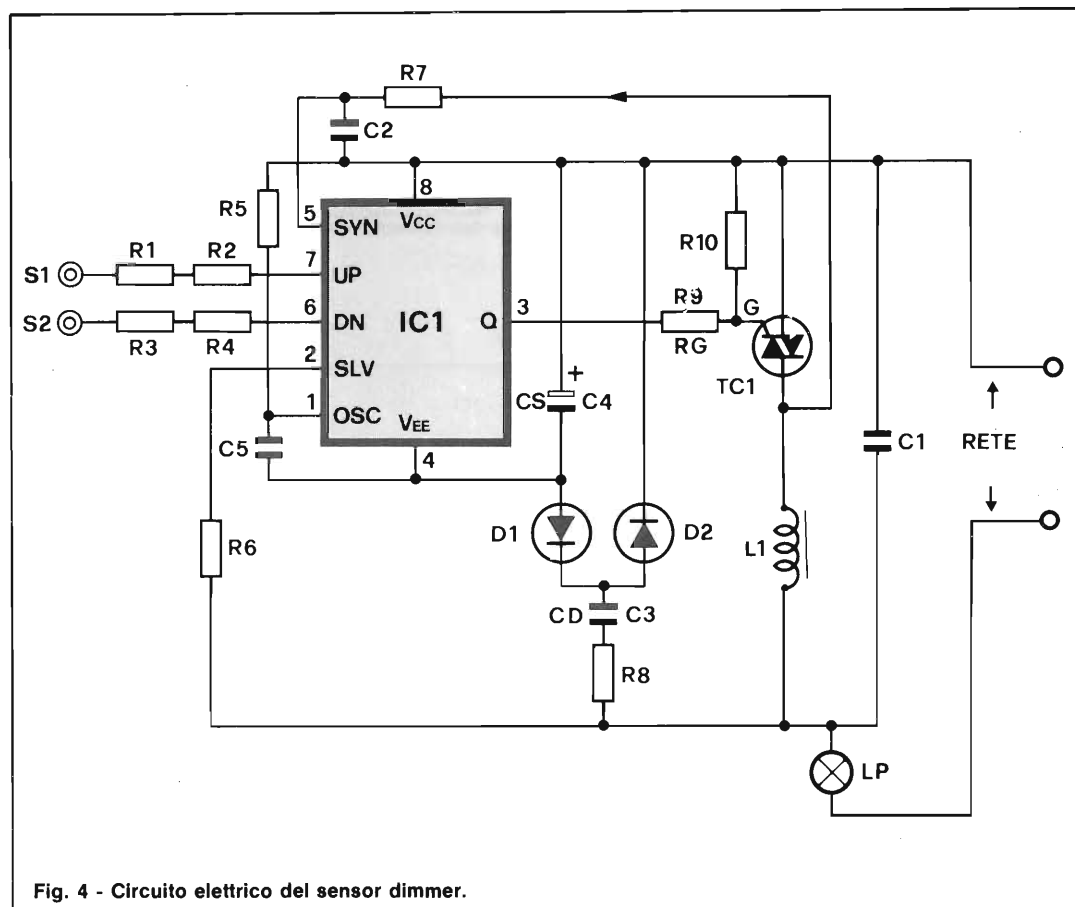 R7
C2
8
R5
5
SYN
Vcc
R10
S1
R1
R2
7
UP
R9
G
S2
R3
R4
6
DN
IC1
Q
3
RG
TC1
2
SLV
+
CS
C4
C1
RETE
1
OSC
VEE
C5
4
D1
D2
L1
R6
CD
C3
R8
LP
Fig. 4 - Circuito elettrico del sensor dimmer.